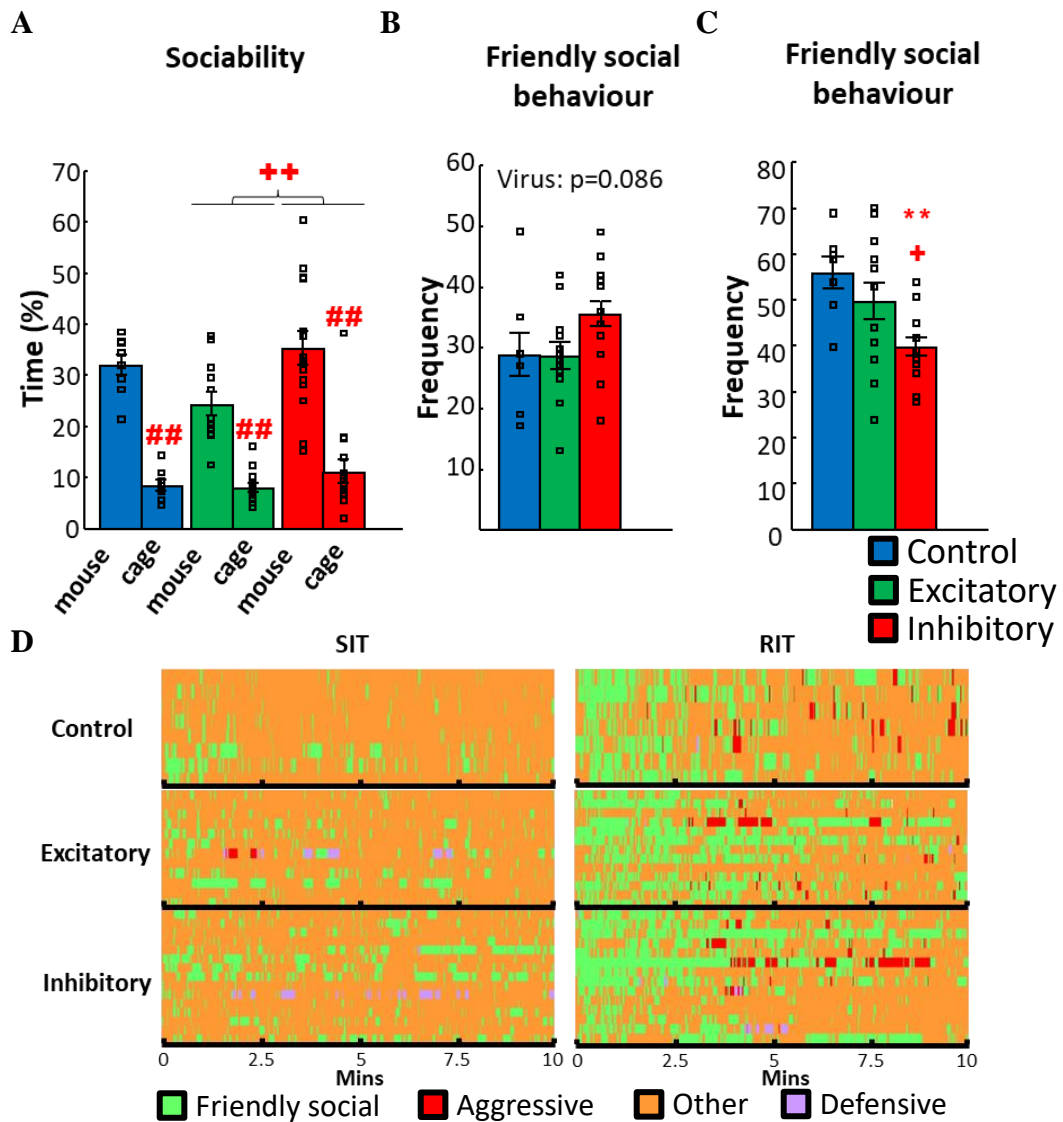 A
B
C
Sociability
Friendly social
behaviour
Friendly social
behaviour
Time (%)
70
60
50
40
30
20
10
0
++
##
##
##
mouse
cage
mouse
cage
mouse
cage
Frequency
60
50
40
30
20
10
Virus: p=0.086
Frequency
80
70
60
50
40
30
80
10
0
**
+
Control
Excitatory
Inhibitory
D
SIT
RIT
Control
Excitatory
Inhibitory
0
2.5
5
7.5
10
0
2.5
5
7.5
10
Mins
Mins
Friendly social
Aggressive
Other
Defensive